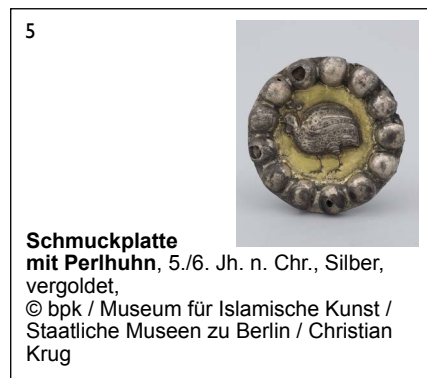 5
Schmuckplatte
mit Perlhuhn, 5./6. Jh. n. Chr., Silber,
vergoldet,
© bpk / Museum für Islamische Kunst /
Staatliche Museen zu Berlin / Christian
Krug